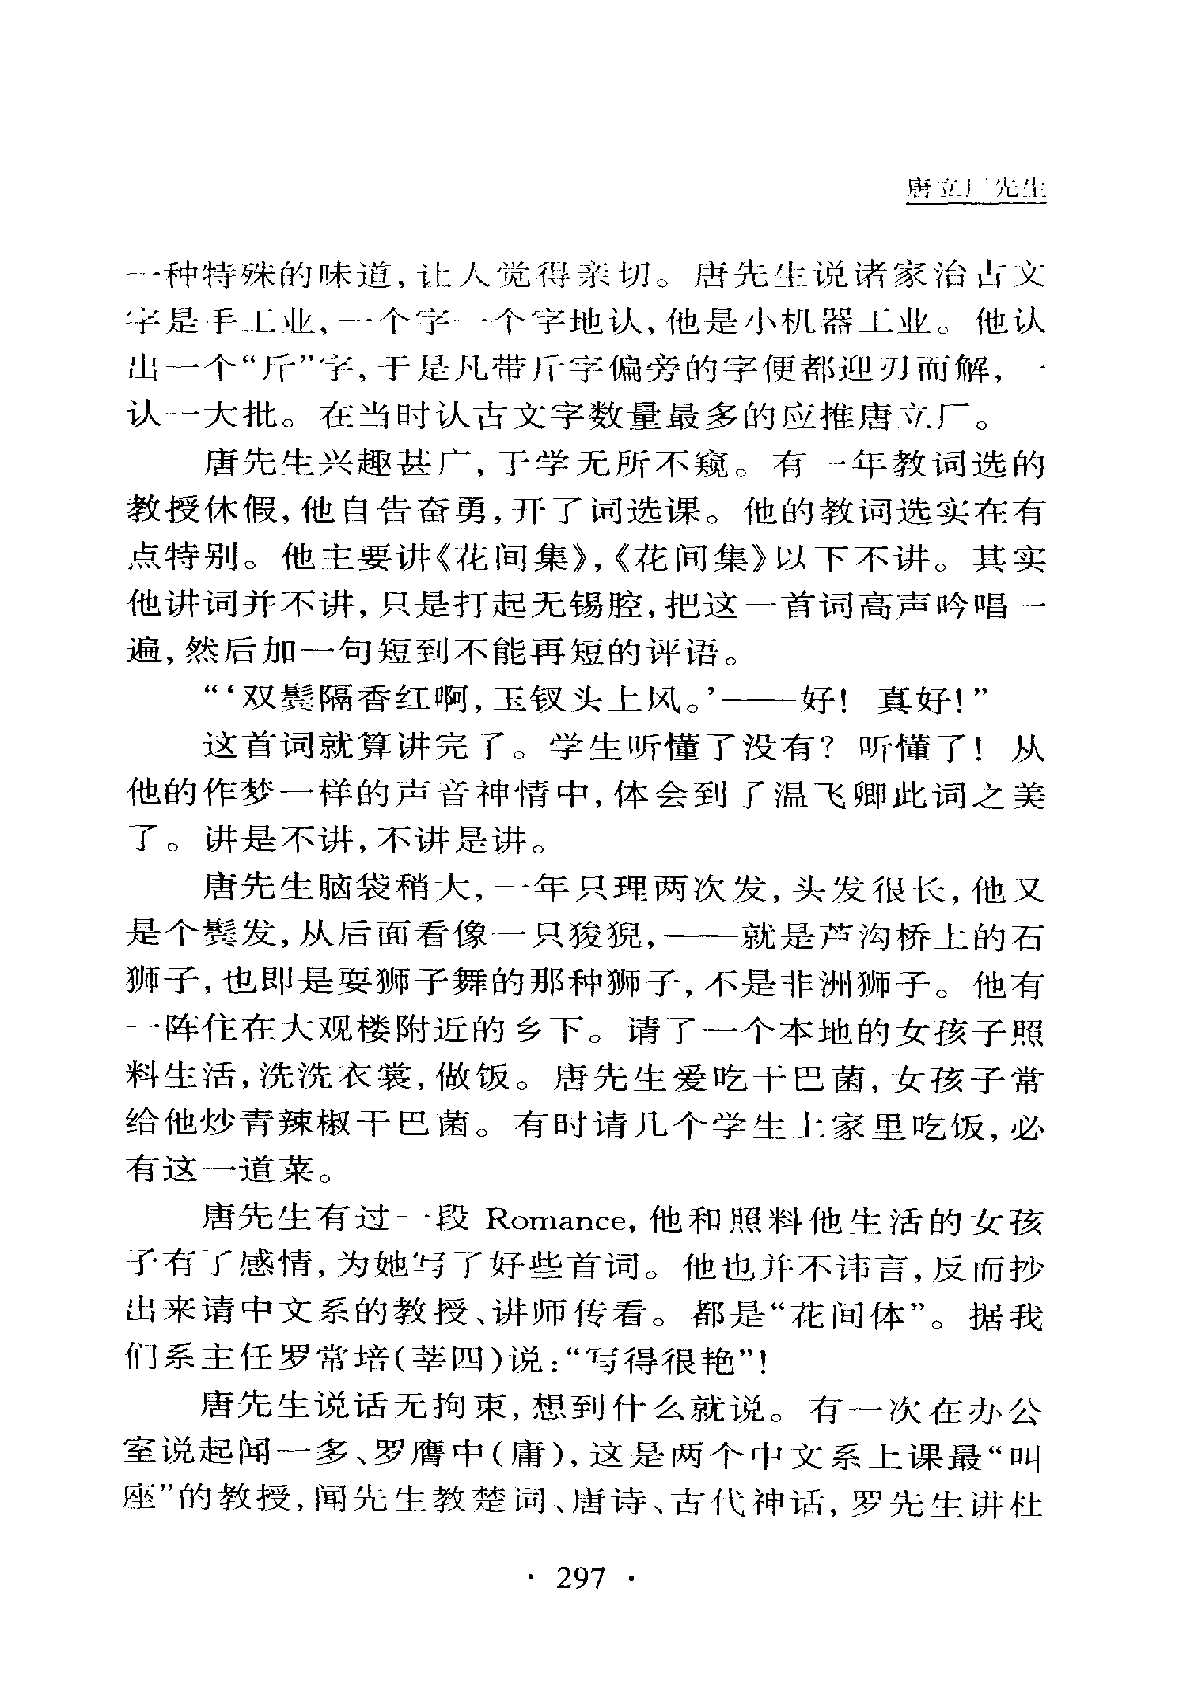 唐立厂先生
一种特殊的味道，让人觉得亲切。唐先生说诸家治古文
字是手工业，一个字一个字地认，他是小机器工业。他认
出一个“斤”字，于是凡带斤字偏旁的字便都迎刃而解，一
认一大批。在当时认古文字数量最多的应推唐立厂。
唐先生兴趣甚广，于学无所不窥。有一年教词选的
教授休假，他自告奋勇，开了词选课。他的教词选实在有
点特别。他主要讲《花间集》，《花间集》以下不讲。其实
他讲词并不讲，只是打起无锡腔，把这一首词高声吟唱一
遍，然后加一句短到不能再短的评语。
“‘双鬓隔香红啊，玉钗头上风。’——好！真好！”
这首词就算讲完了。学生听懂了没有？听懂了！从
他的作梦一样的声音神情中，体会到了温飞卿此词之美
了。讲是不讲，不讲是讲。
唐先生脑袋稍大，一年只理两次发，头发很长，他又
是个鬈发，从后面看像一只狻猊，——就是芦沟桥上的石
狮子，也即是耍狮子舞的那种狮子，不是非洲狮子。他有
一阵住在大观楼附近的乡下。请了一个本地的女孩子照
料生活，洗洗衣裳，做饭。唐先生爱吃干巴菌，女孩子常
给他炒青辣椒干巴菌。有时请几个学生上家里吃饭，必
有这一道菜。
唐先生有过一段 Romance，他和照料他生活的女孩
子有了感情，为她写了好些首词。他也并不讳言，反而抄
出来请中文系的教授、讲师传看。都是“花间体”。据我
们系主任罗常培（莘田）说：“写得很艳”！
唐先生说话无拘束，想到什么就说。有一次在办公
室说起闻一多、罗膺中（庸），这是两个中文系上课最“叫
座”的教授，闻先生教楚词、唐诗、古代神话，罗先生讲杜
· 297 ·